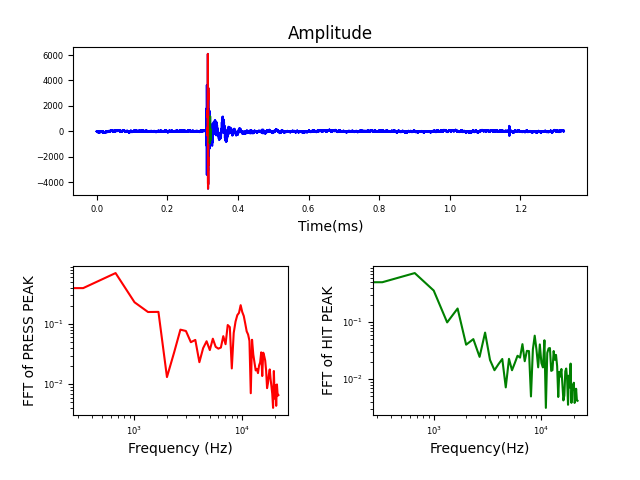 Amplitude
6000
4000
2000
0
−2000
−4000
0.0 0.2 0.4 0.6 0.8 1.0 1.2
Time(ms)
FFT of PRESS PEAK
10⁻¹
10⁻²
10³ 10⁴
Frequency (Hz)
FFT of HIT PEAK
10⁻¹
10⁻²
10³ 10⁴
Frequency(Hz)